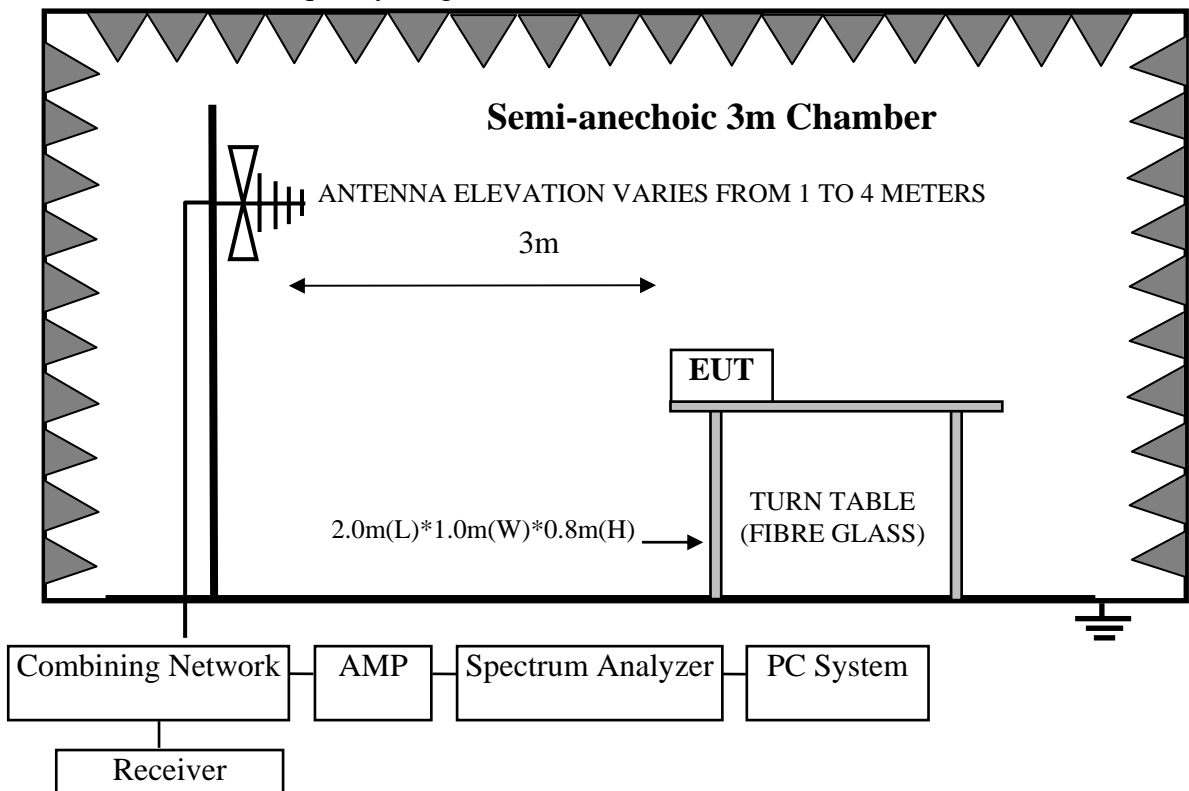 Semi-anechoic 3m Chamber
ANTENNA ELEVATION VARIES FROM 1 TO 4 METERS
3m
EUT
TURN TABLE
(FIBRE GLASS)
2.0m(L)*1.0m(W)*0.8m(H)
Combining Network
AMP
Spectrum Analyzer
PC System
Receiver